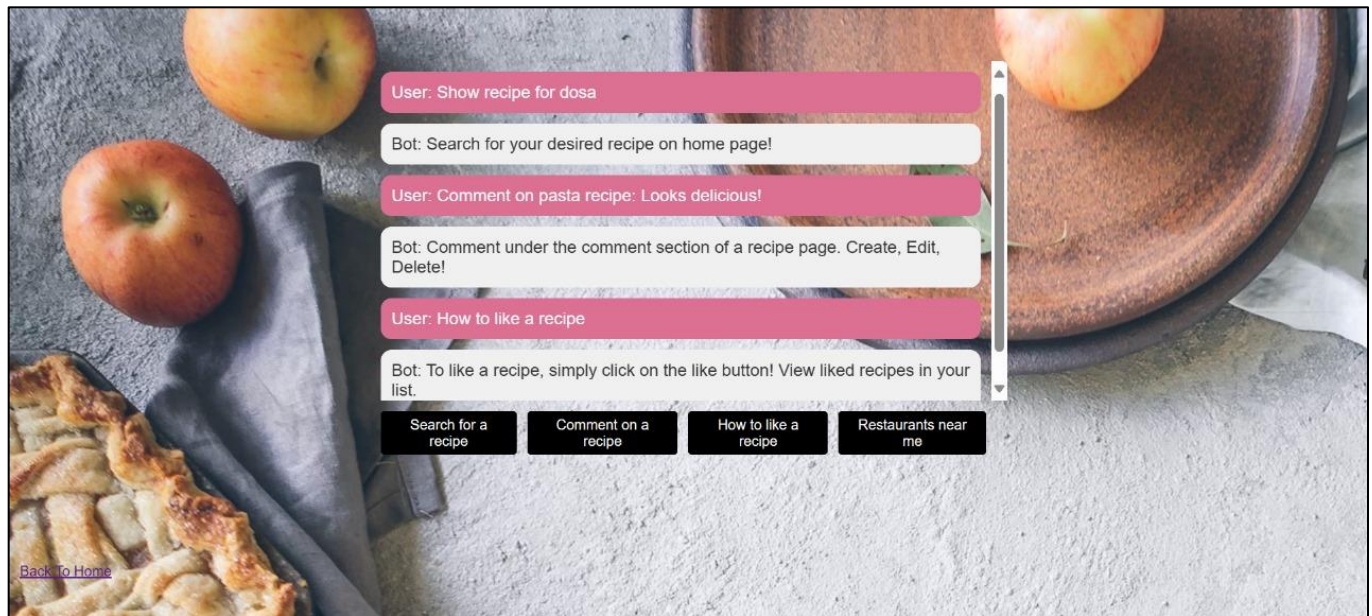 User: Show recipe for dosa
Bot: Search for your desired recipe on home page!
User: Comment on pasta recipe: Looks delicious!
Bot: Comment under the comment section of a recipe page. Create, Edit,
Delete!
User: How to like a recipe
Bot: To like a recipe, simply click on the like button! View liked recipes in your
list.
Search for a
recipe
Comment on a
recipe
How to like a
recipe
Restaurants near
me
Back To Home